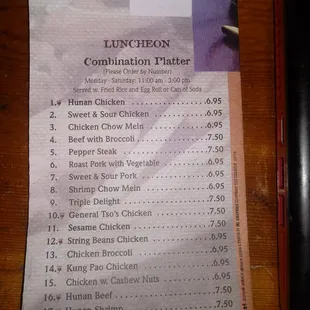 LUNCHEON
Combination Platter
(Please Order by Number)
Monday - Saturday: 11:00 am - 3:00 pm
Served w. Fried Rice and Egg Roll or Can of Soda
1. Hunan Chicken 6.95
2. Sweet & Sour Chicken 6.95
3. Chicken Chow Mein 6.95
4. Beef with Broccoli 7.50
5. Pepper Steak 7.50
6. Roast Pork with Vegetable 6.95
7. Sweet & Sour Pork 6.95
8. Shrimp Chow Mein 6.95
9. Triple Delight 7.50
10. General Tso's Chicken 7.50
11. Sesame Chicken 7.50
12. String Beans Chicken 6.95
13. Chicken Broccoli 6.95
14. Kung Pao Chicken 6.95
15. Chicken w. Cashew Nuts 6.95
16. Hunan Beef 7.50
Hunan Shrimp 7.50